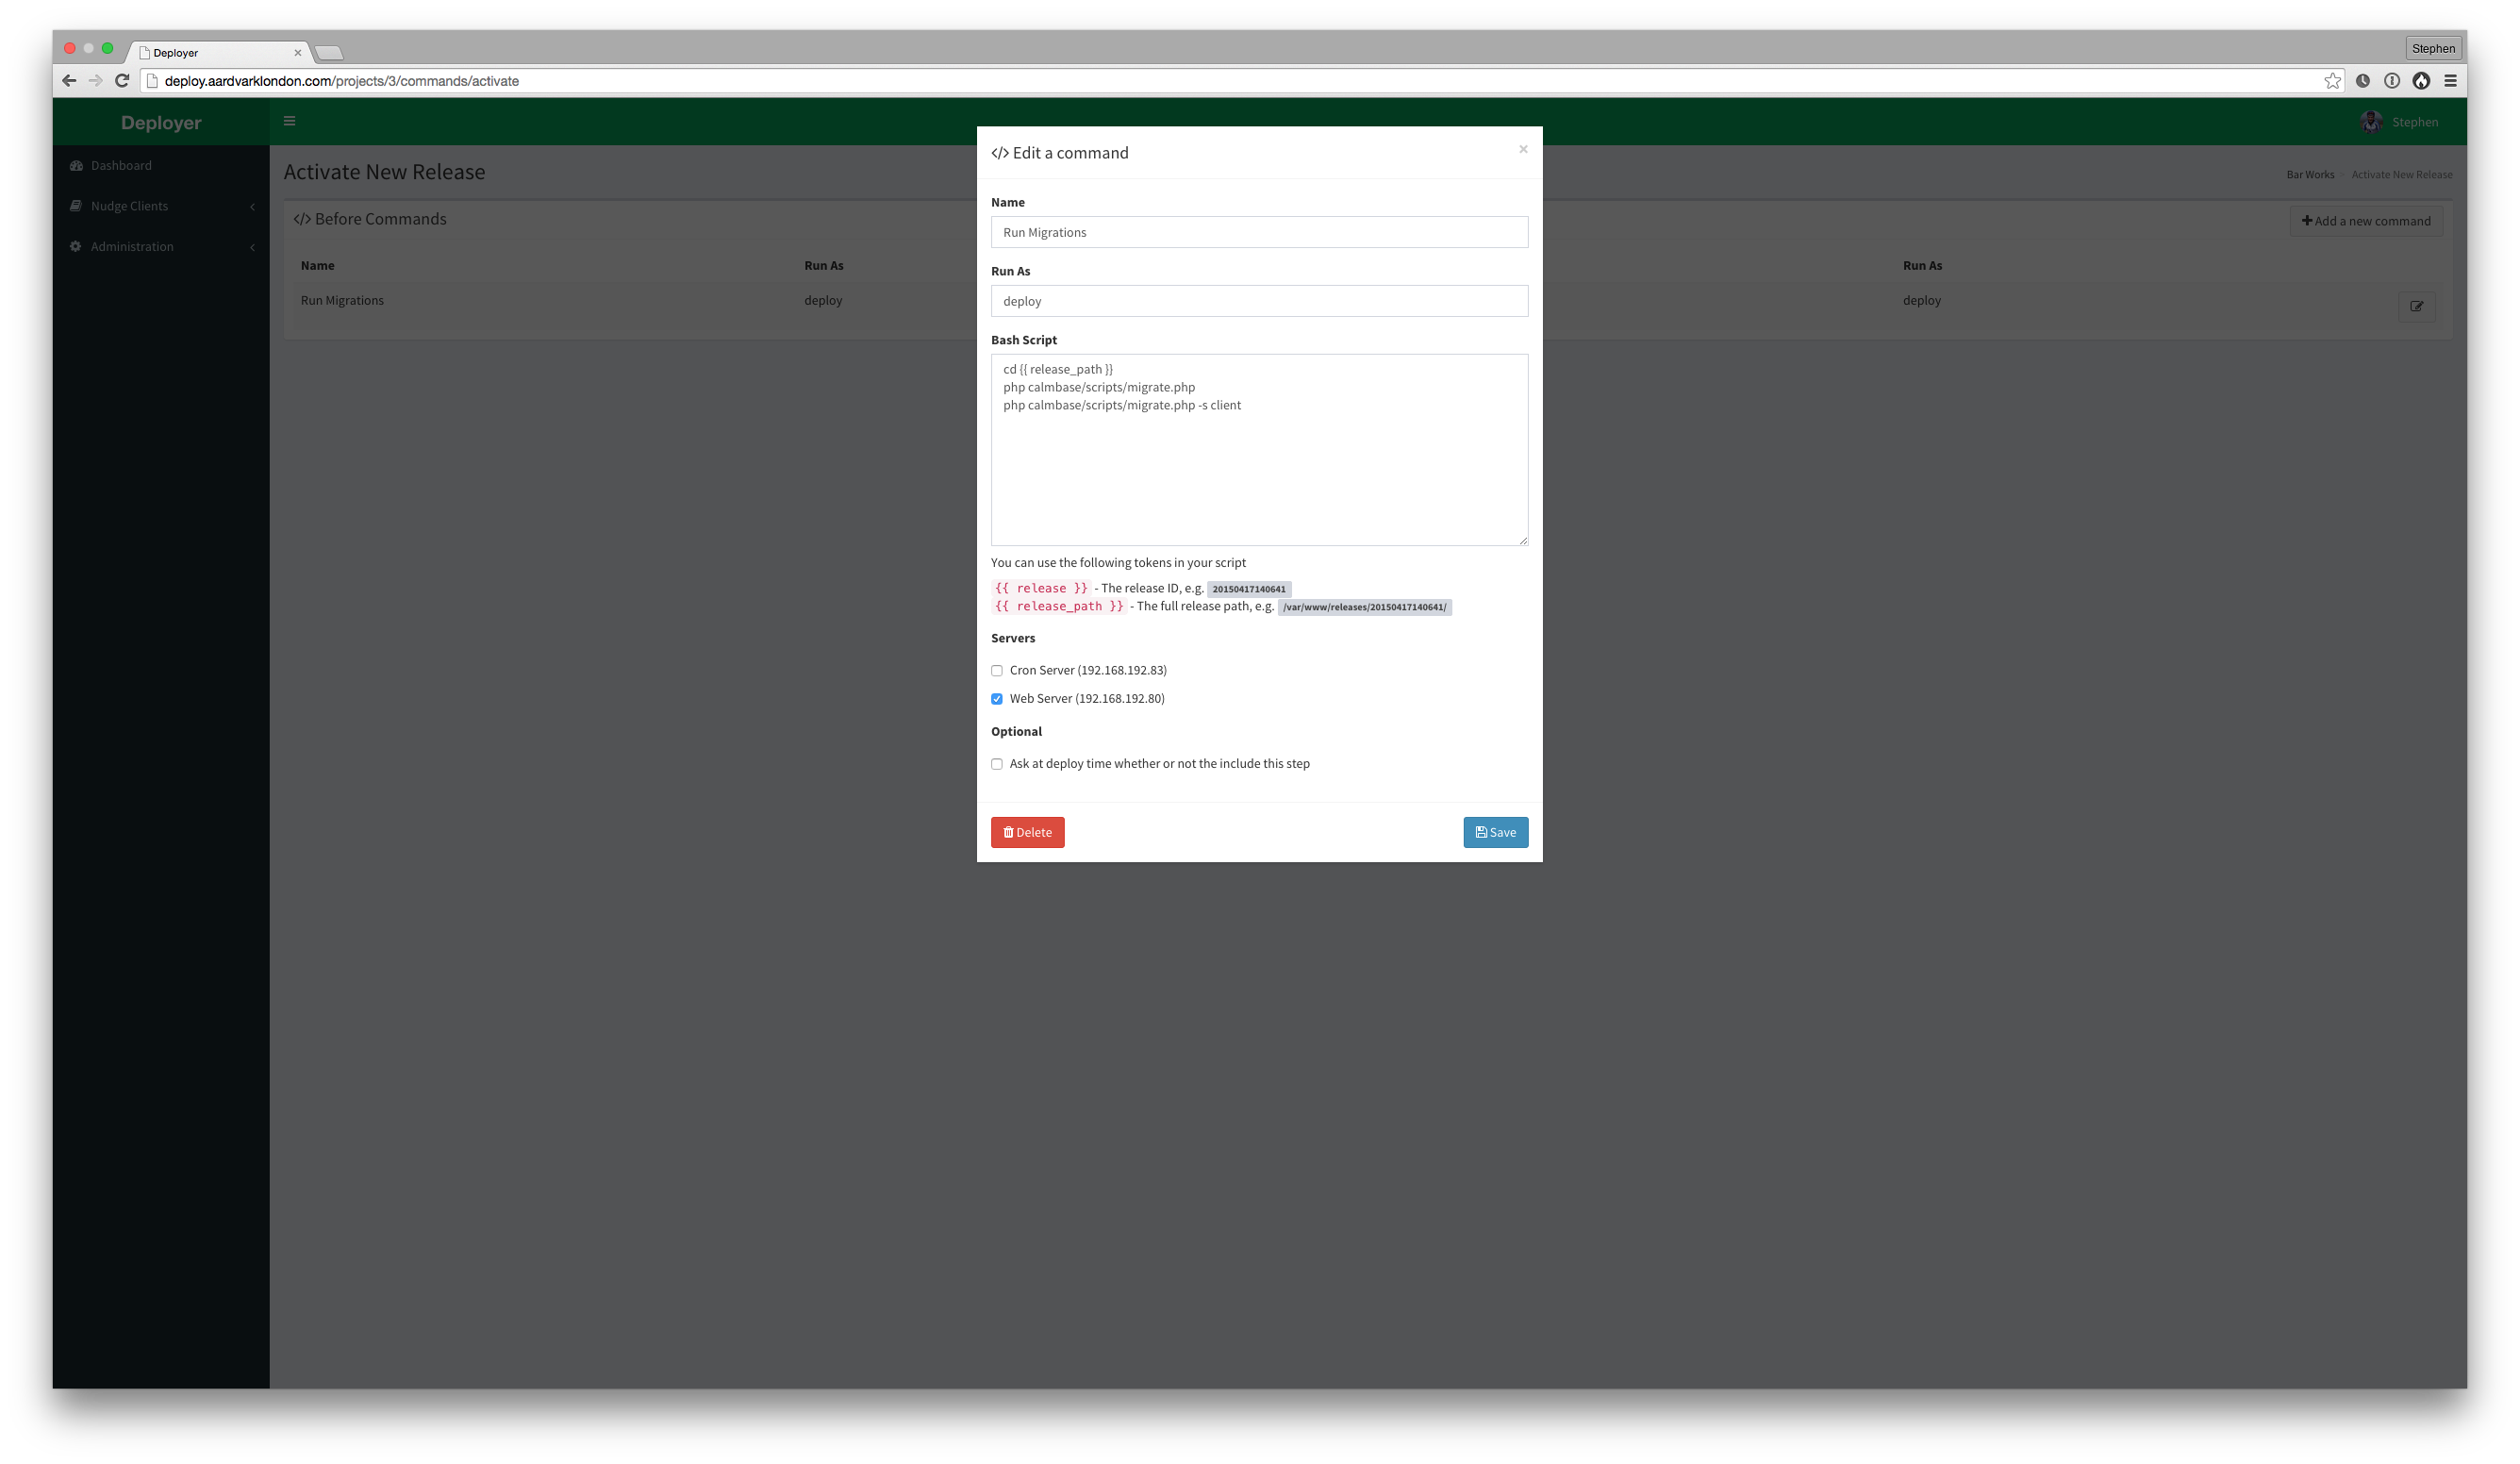 Deployer
Stephen
deploy.aardvarklondon.com/projects/3/commands/activate
Deployer
Stephen
Dashboard
Nudge Clients
Administration
Activate New Release
Bar Works
Activate New Release
</> Before Commands
Add a new command
Name
Run As
Run As
Run Migrations
deploy
deploy
</> Edit a command
×
Name
Run Migrations
Run As
deploy
Bash Script
cd {{ release_path }}
php calmbase/scripts/migrate.php
php calmbase/scripts/migrate.php -s client
You can use the following tokens in your script
{{ release }} - The release ID, e.g. 20150417140641
{{ release_path }} - The full release path, e.g. /var/www/releases/20150417140641/
Servers
Cron Server (192.168.192.83)
Web Server (192.168.192.80)
Optional
Ask at deploy time whether or not the include this step
Delete
Save